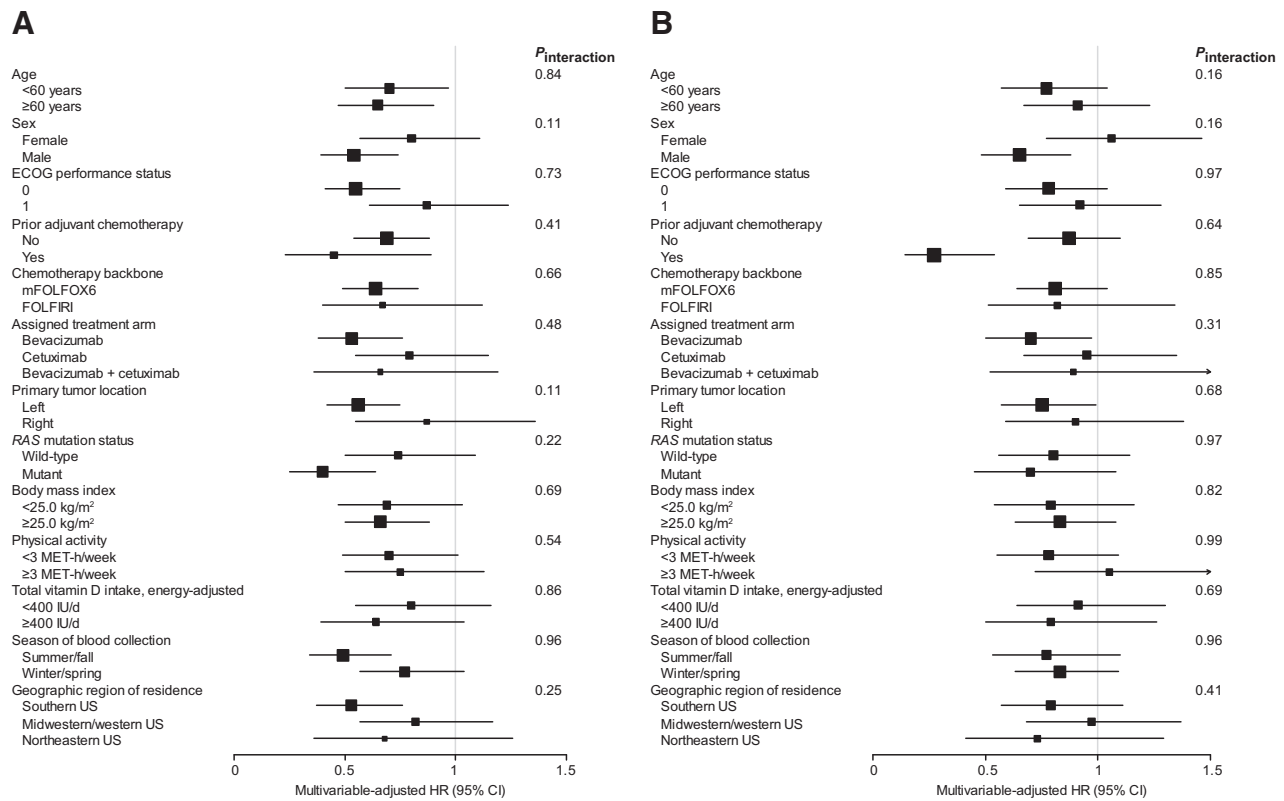 A
P interaction
Age 0.84
<60 years
≥60 years
Sex 0.11
Female
Male
ECOG performance status 0.73
0
1
Prior adjuvant chemotherapy 0.41
No
Yes
Chemotherapy backbone 0.66
mFOLFOX6
FOLFIRI
Assigned treatment arm 0.48
Bevacizumab
Cetuximab
Bevacizumab + cetuximab
Primary tumor location 0.11
Left
Right
RAS mutation status 0.22
Wild-type
Mutant
Body mass index 0.69
<25.0 kg/m²
≥25.0 kg/m²
Physical activity 0.54
<3 MET-h/week
≥3 MET-h/week
Total vitamin D intake, energy-adjusted 0.86
<400 IU/d
≥400 IU/d
Season of blood collection 0.96
Summer/fall
Winter/spring
Geographic region of residence 0.25
Southern US
Midwestern/western US
Northeastern US
0 0.5 1 1.5
Multivariable-adjusted HR (95% CI)
B
P interaction
Age 0.16
<60 years
≥60 years
Sex 0.16
Female
Male
ECOG performance status 0.97
0
1
Prior adjuvant chemotherapy 0.64
No
Yes
Chemotherapy backbone 0.85
mFOLFOX6
FOLFIRI
Assigned treatment arm 0.31
Bevacizumab
Cetuximab
Bevacizumab + cetuximab
Primary tumor location 0.68
Left
Right
RAS mutation status 0.97
Wild-type
Mutant
Body mass index 0.82
<25.0 kg/m²
≥25.0 kg/m²
Physical activity 0.99
<3 MET-h/week
≥3 MET-h/week
Total vitamin D intake, energy-adjusted 0.69
<400 IU/d
≥400 IU/d
Season of blood collection 0.96
Summer/fall
Winter/spring
Geographic region of residence 0.41
Southern US
Midwestern/western US
Northeastern US
0 0.5 1 1.5
Multivariable-adjusted HR (95% CI)